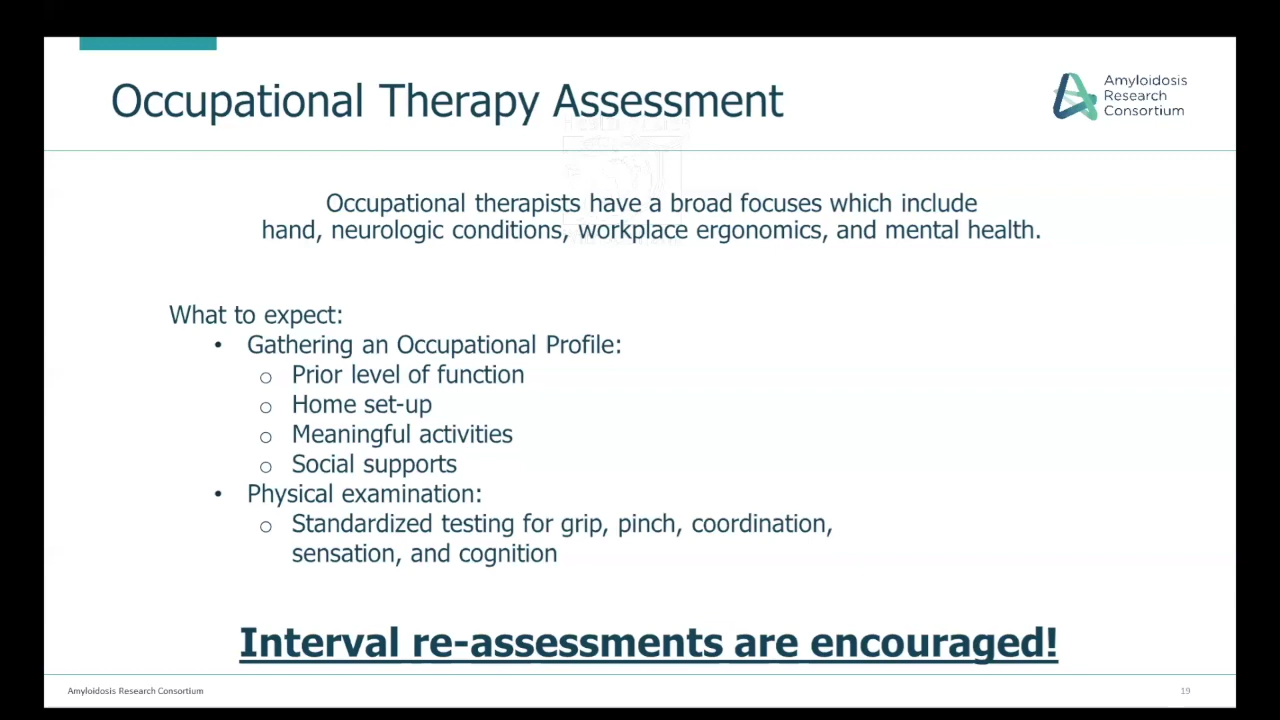 Occupational Therapy Assessment
Amyloidosis
Research
Consortium
Occupational therapists have a broad focuses which include
hand, neurologic conditions, workplace ergonomics, and mental health.
What to expect:
• Gathering an Occupational Profile:
o Prior level of function
o Home set-up
o Meaningful activities
o Social supports
• Physical examination:
o Standardized testing for grip, pinch, coordination,
sensation, and cognition
Interval re-assessments are encouraged!
Amyloidosis Research Consortium
19